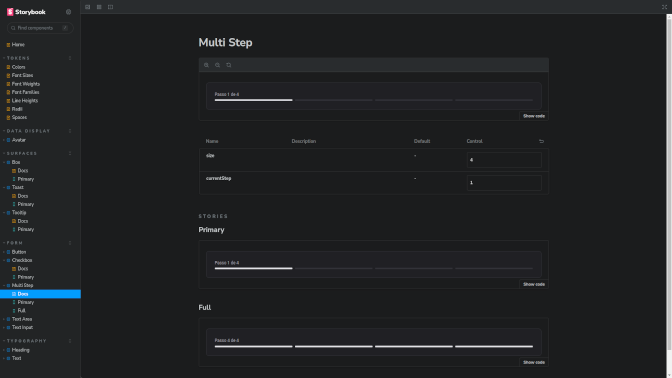 Storybook
Find components
/
Home
TOKENS
Colors
Font Sizes
Font Weights
Font Families
Line Heights
Radii
Spaces
DATA DISPLAY
Avatar
SURFACES
Box
Docs
Primary
Toast
Docs
Primary
Tooltip
Docs
Primary
FORM
Button
Checkbox
Docs
Primary
Multi Step
Docs
Primary
Full
Text Area
Text Input
TYPOGRAPHY
Heading
Text
Multi Step
Passo 1 de 4
Show code
Name Description Default Control
size - 4
currentStep - 1
STORIES
Primary
Passo 1 de 4
Show code
Full
Passo 4 de 4
Show code